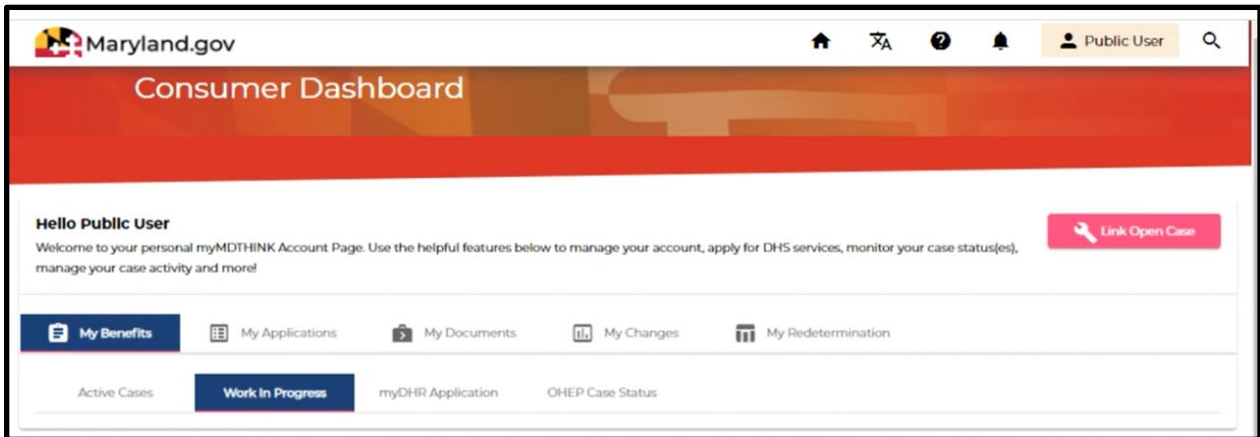 Maryland.gov
Public User
Consumer Dashboard
Hello Public User
Link Open Case
Welcome to your personal myMDTHINK Account Page. Use the helpful features below to manage your account, apply for DHS services, monitor your case status(es),
manage your case activity and more!
My Benefits My Applications My Documents My Changes My Redetermination
Active Cases Work In Progress myDHR Application OHEP Case Status